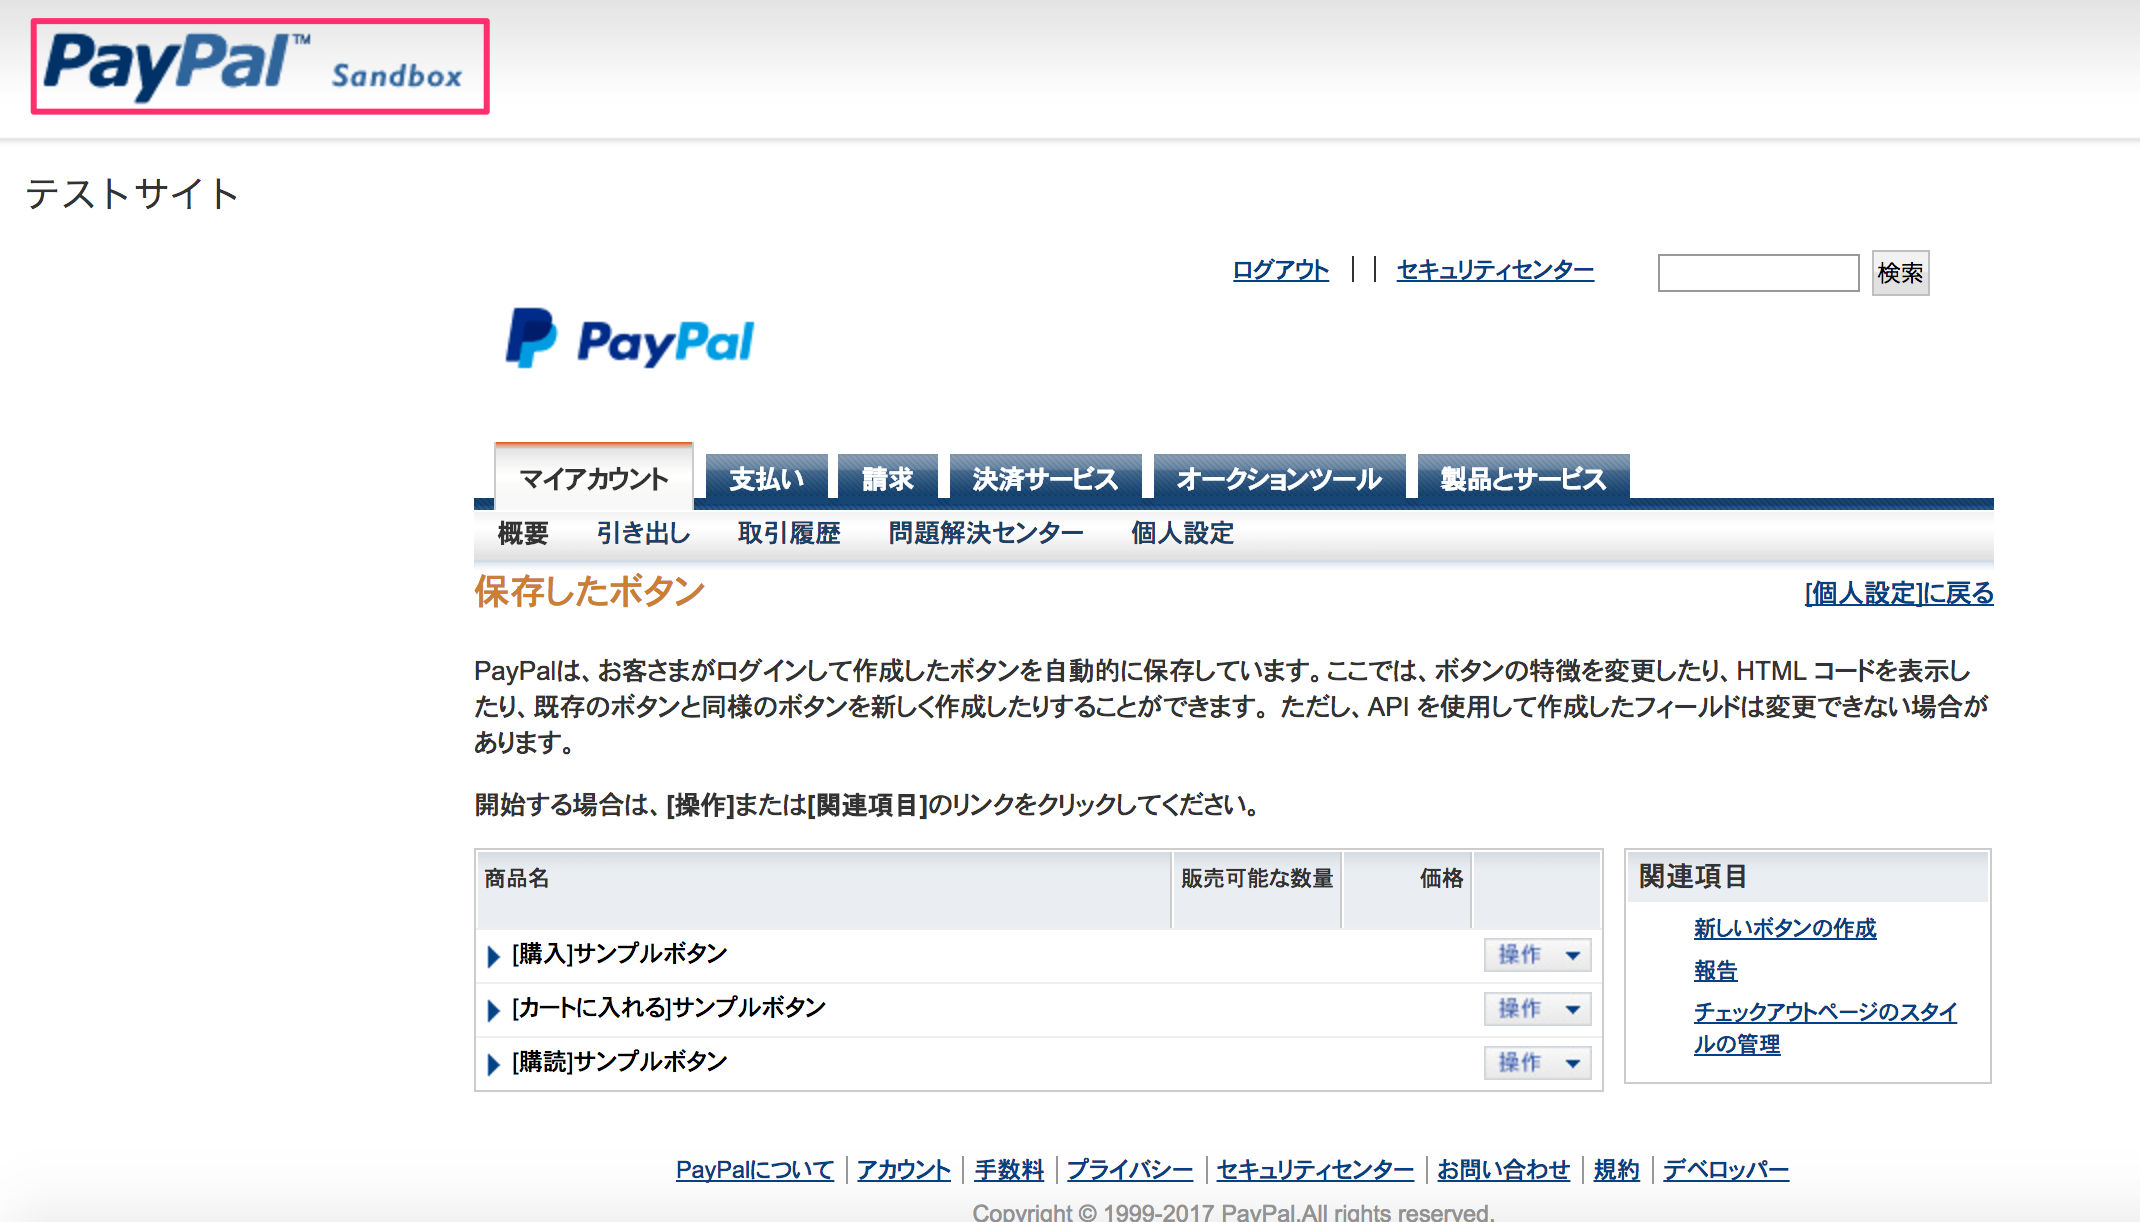 PayPal™ Sandbox
テストサイト
ログアウト | | セキュリティセンター 検索
PayPal
マイアカウント 支払い 請求 決済サービス オークションツール 製品とサービス
概要 引き出し 取引履歴 問題解決センター 個人設定
保存したボタン [個人設定]に戻る
PayPalは、お客さまがログインして作成したボタンを自動的に保存しています。ここでは、ボタンの特徴を変更したり、HTML コードを表示し
たり、既存のボタンと同様のボタンを新しく作成したりすることができます。 ただし、API を使用して作成したフィールドは変更できない場合が
あります。
開始する場合は、[操作]または[関連項目]のリンクをクリックしてください。
商品名 販売可能な数量 価格
[購入]サンプルボタン 操作
[カートに入れる]サンプルボタン 操作
[購読]サンプルボタン 操作
関連項目
新しいボタンの作成
報告
チェックアウトページのスタイ
ルの管理
PayPalについて | アカウント | 手数料 | プライバシー | セキュリティセンター | お問い合わせ | 規約 | デベロッパー
Copyright © 1999-2017 PayPal.All rights reserved.